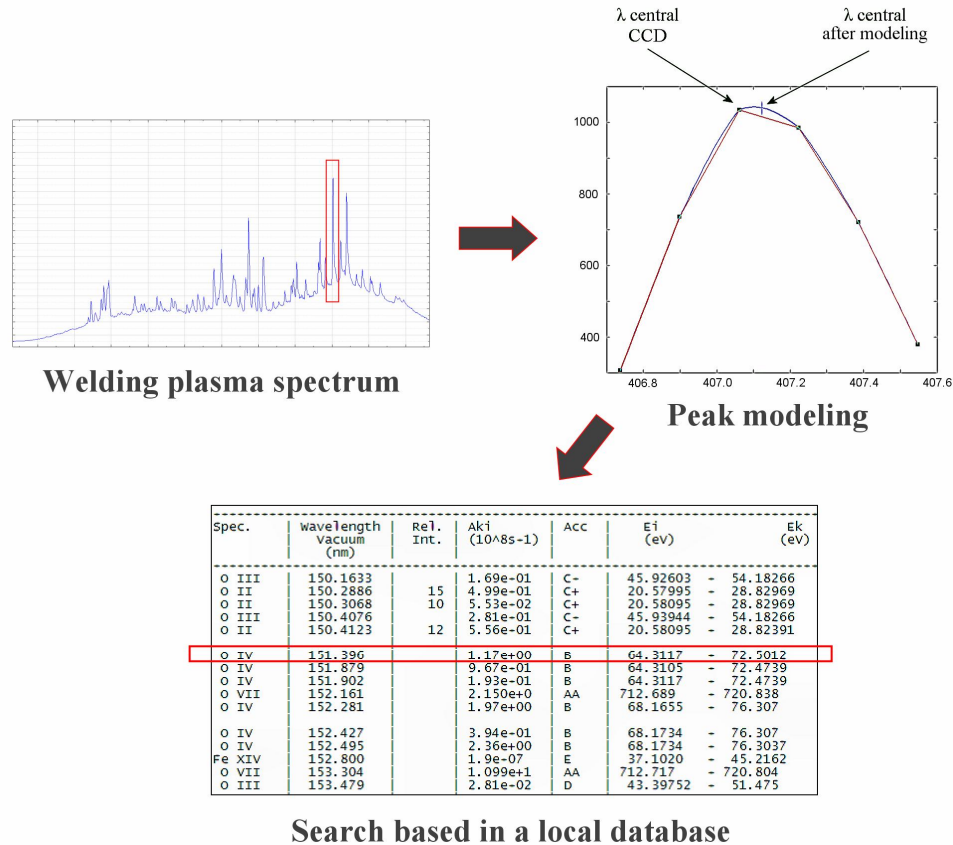 λ central
CCD
λ central
after modeling
1000
800
600
400
406.8 407.0 407.2 407.4 407.6
Welding plasma spectrum
Peak modeling
Spec. | Wavelength | Rel. | Aki | Acc | Ei Ek
| Vacuum | Int. | (10^8s-1) | | (eV) (eV)
| (nm) | | | |
O III | 150.1633 | | 1.69e-01 | C- | 45.92603 - 54.18266
O II | 150.2886 | 15 | 4.99e-01 | C+ | 20.57995 - 28.82969
O II | 150.3068 | 10 | 5.53e-02 | C+ | 20.58095 - 28.82969
O III | 150.4076 | | 2.81e-01 | C- | 45.93944 - 54.18266
O II | 150.4123 | 12 | 5.56e-01 | C+ | 20.58095 - 28.82391
O IV | 151.396 | | 1.17e+00 | B | 64.3117 - 72.5012
O IV | 151.879 | | 9.67e-01 | B | 64.3105 - 72.4739
O IV | 151.902 | | 1.93e-01 | B | 64.3117 - 72.4739
O VII | 152.161 | | 2.150e+0 | AA | 712.689 - 720.838
O IV | 152.281 | | 1.97e+00 | B | 68.1655 - 76.307
O IV | 152.427 | | 3.94e-01 | B | 68.1734 - 76.307
O IV | 152.495 | | 2.36e+00 | B | 68.1734 - 76.3037
Fe XIV | 152.800 | | 1.9e-07 | E | 37.1020 - 45.2162
O VII | 153.304 | | 1.099e+1 | AA | 712.717 - 720.804
O III | 153.479 | | 2.81e-02 | D | 43.39752 - 51.475
Search based in a local database